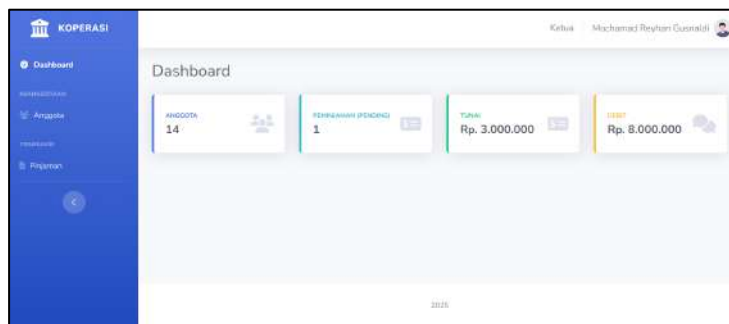 KOPERASI
Ketua
Mochamad Reyhan Gusnaldi
Dashboard
Dashboard
Anggota
Pinjaman
ANGGOTA
14
PEMINJAMAN (PENDING)
1
TUNAI
Rp. 3.000.000
DEBIT
Rp. 8.000.000
2025